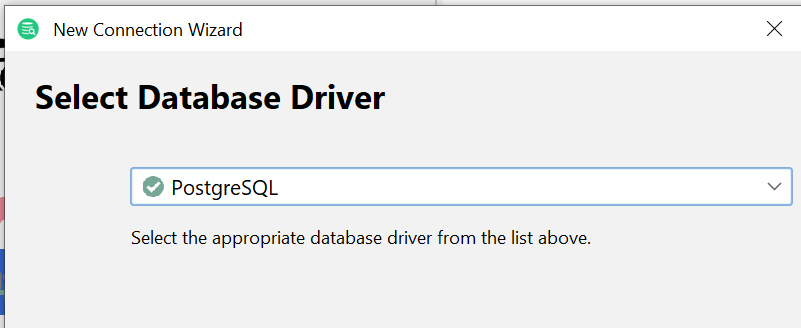 New Connection Wizard
Select Database Driver
PostgreSQL
Select the appropriate database driver from the list above.